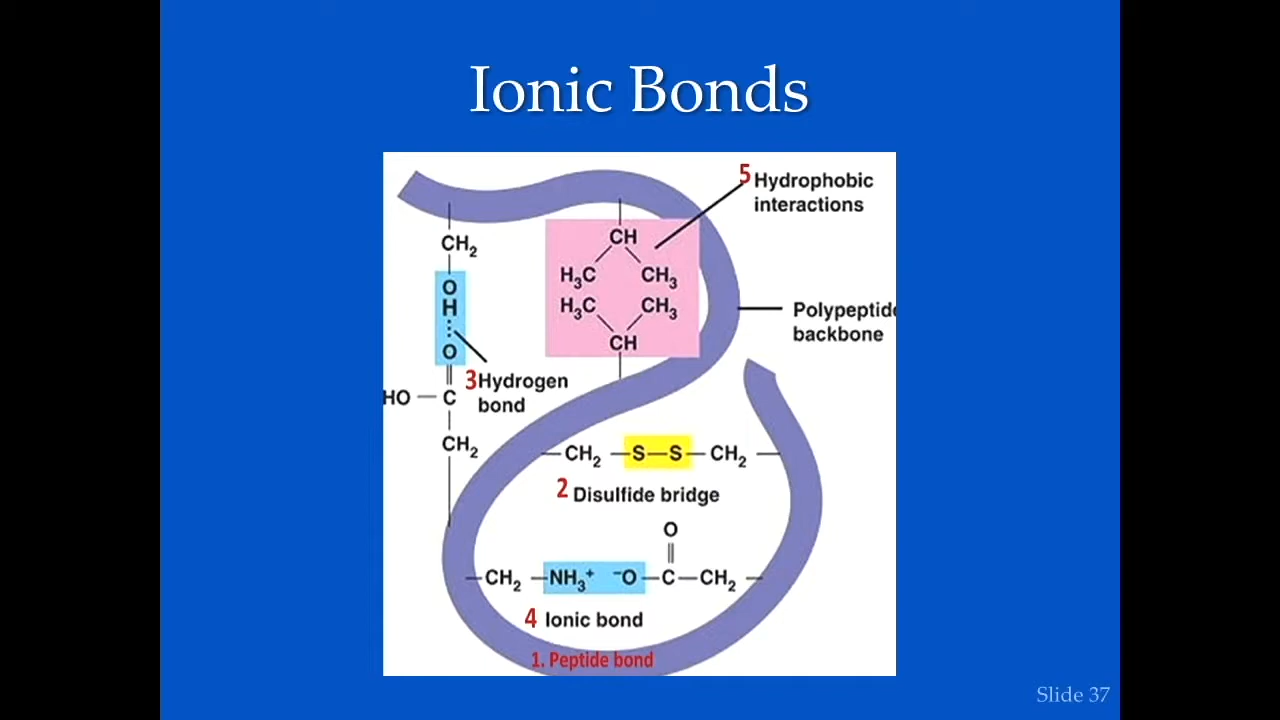 Ionic Bonds
5 Hydrophobic
interactions
CH
CH₂
H₃C CH₃
O
H
H₃C CH₃
Polypeptide
backbone
CH
O
3 Hydrogen
bond
HO — C
CH₂
— CH₂ — S — S — CH₂ —
2 Disulfide bridge
O
— CH₂ — NH₃⁺ ⁻O — C — CH₂ —
4 Ionic bond
1. Peptide bond
Slide 37